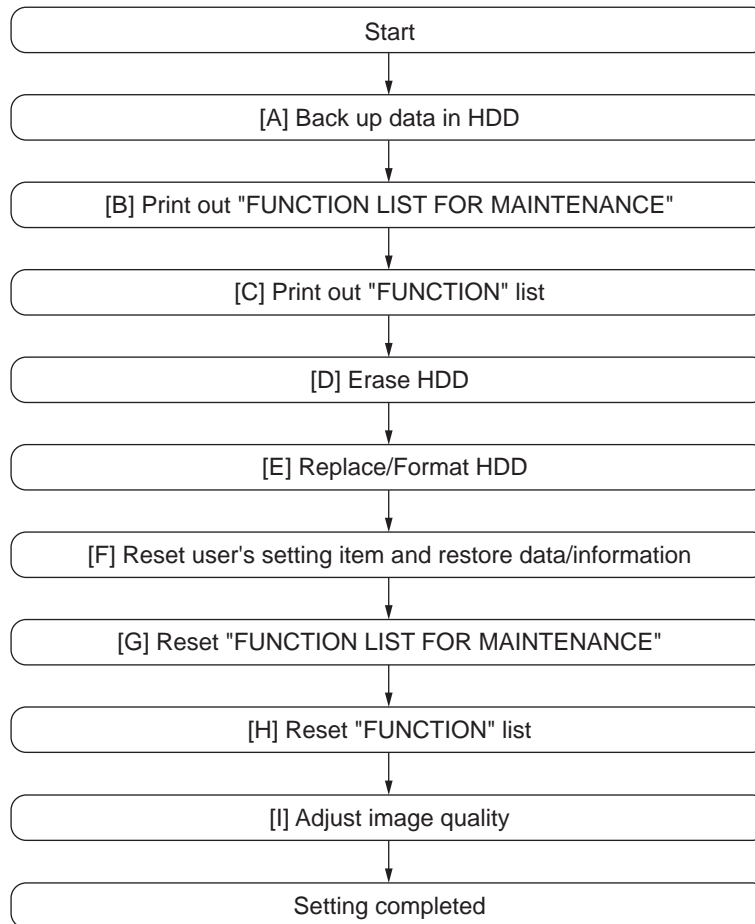 Start
[A] Back up data in HDD
[B] Print out "FUNCTION LIST FOR MAINTENANCE"
[C] Print out "FUNCTION" list
[D] Erase HDD
[E] Replace/Format HDD
[F] Reset user's setting item and restore data/information
[G] Reset "FUNCTION LIST FOR MAINTENANCE"
[H] Reset "FUNCTION" list
[I] Adjust image quality
Setting completed